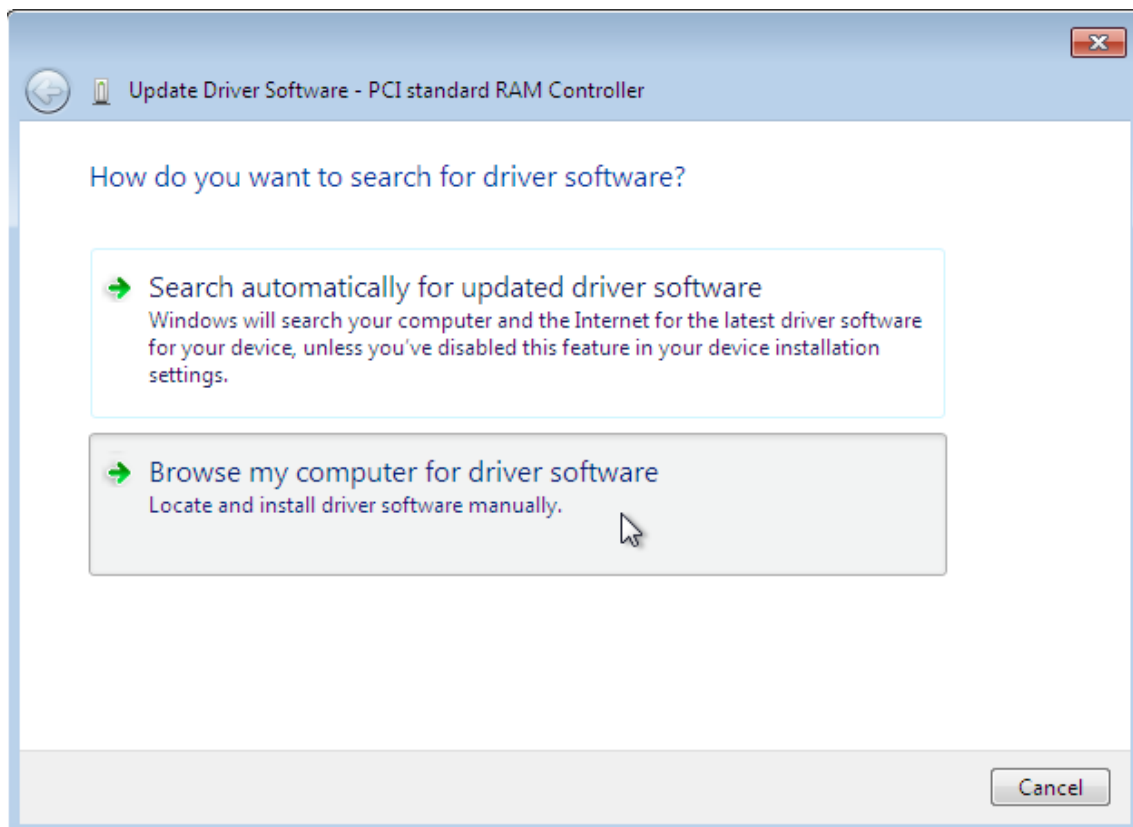 Update Driver Software - PCI standard RAM Controller
How do you want to search for driver software?
Search automatically for updated driver software
Windows will search your computer and the Internet for the latest driver software
for your device, unless you've disabled this feature in your device installation
settings.
Browse my computer for driver software
Locate and install driver software manually.
Cancel